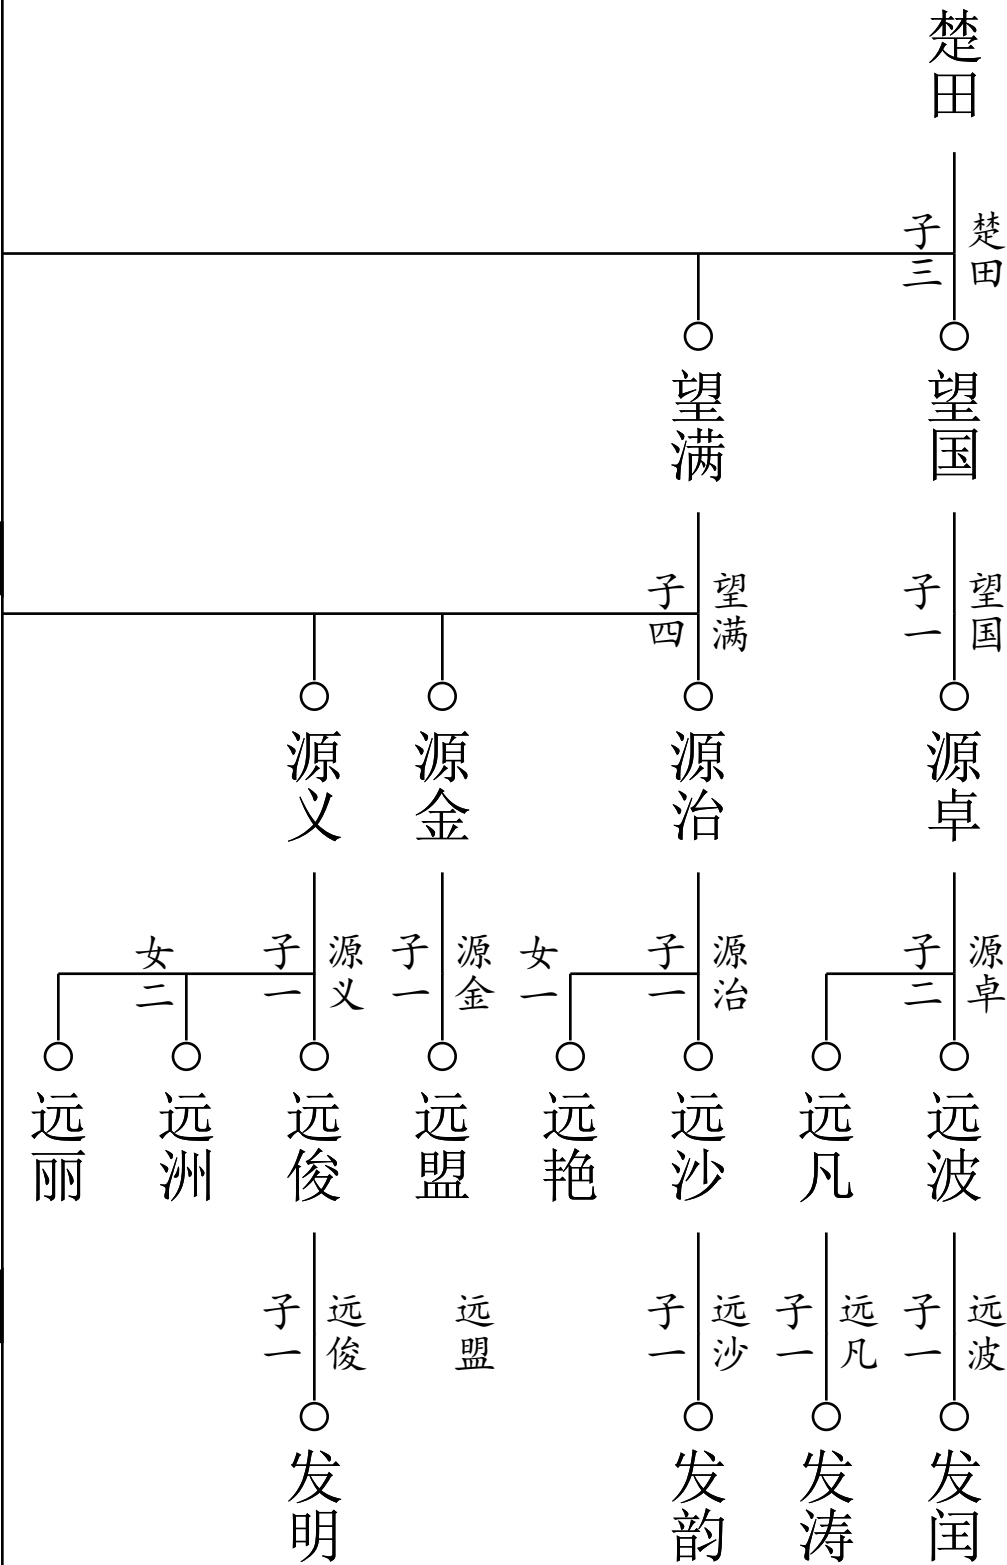 楚田
楚田
子三
望国
望满
望国
子一
望满
子四
源卓
源治
源金
源义
源卓
子二
源治
子一
女一
源金
子一
源义
子一
女二
远波
远凡
远沙
远艳
远盟
远俊
远洲
远丽
远波
子一
远凡
子一
远沙
子一
远盟
远俊
子一
发闰
发涛
发韵
发明